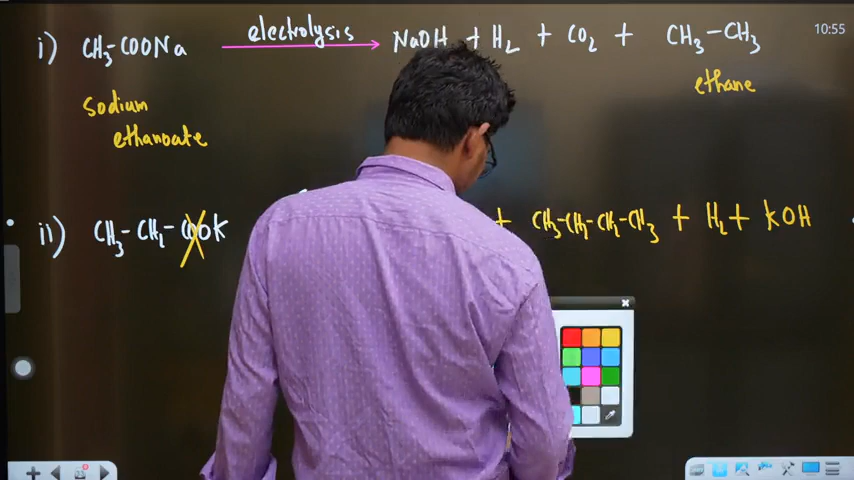 i) CH₃-COONa electrolysis NaOH + H₂ + CO₂ + CH₃-CH₃
sodium ethane
ethanoate
ii) CH₃-CH₂-COOK + CH₃-CH₂-CH₂-CH₃ + H₂ + KOH
10:55